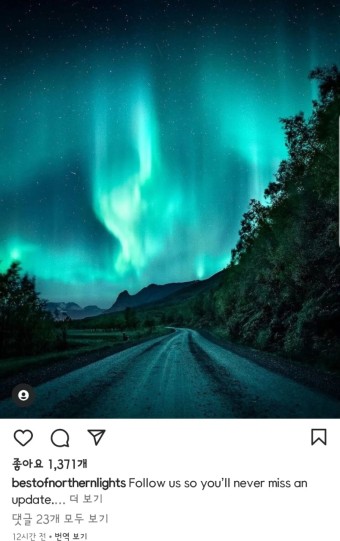 좋아요 1,371개
bestofnorthernlights Follow us so you'll never miss an
update.... 더 보기
댓글 23개 모두 보기
12시간 전 • 번역 보기